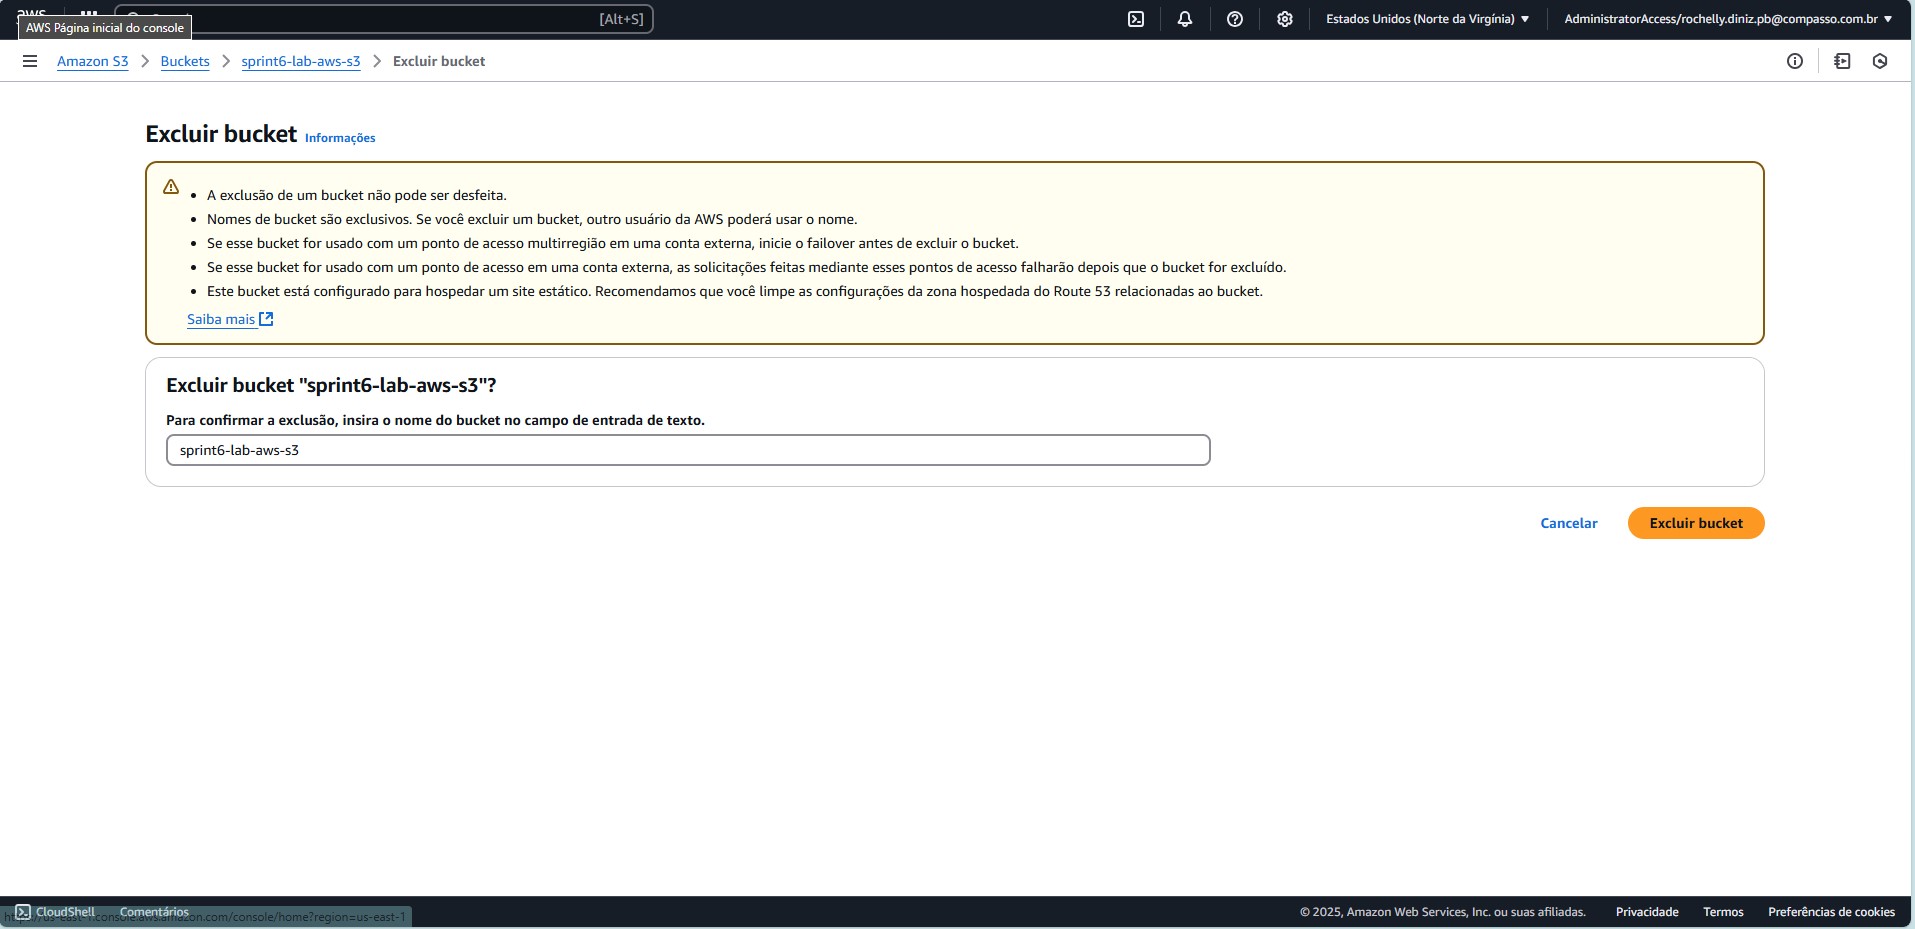 aws
AWS Página inicial do console
[Alt+S]
Estados Unidos (Norte da Virgínia)
AdministratorAccess/rochelly.diniz.pb@compasso.com.br
Amazon S3
Buckets
sprint6-lab-aws-s3
Excluir bucket
Excluir bucket Informações
A exclusão de um bucket não pode ser desfeita.
Nomes de bucket são exclusivos. Se você excluir um bucket, outro usuário da AWS poderá usar o nome.
Se esse bucket for usado com um ponto de acesso multirregião em uma conta externa, inicie o failover antes de excluir o bucket.
Se esse bucket for usado com um ponto de acesso em uma conta externa, as solicitações feitas mediante esses pontos de acesso falharão depois que o bucket for excluído.
Este bucket está configurado para hospedar um site estático. Recomendamos que você limpe as configurações da zona hospedada do Route 53 relacionadas ao bucket.
Saiba mais
Excluir bucket "sprint6-lab-aws-s3"?
Para confirmar a exclusão, insira o nome do bucket no campo de entrada de texto.
sprint6-lab-aws-s3
Cancelar
Excluir bucket
CloudShell
Comentários
https://us-east-1.console.aws.amazon.com/console/home?region=us-east-1
© 2025, Amazon Web Services, Inc. ou suas afiliadas.
Privacidade
Termos
Preferências de cookies